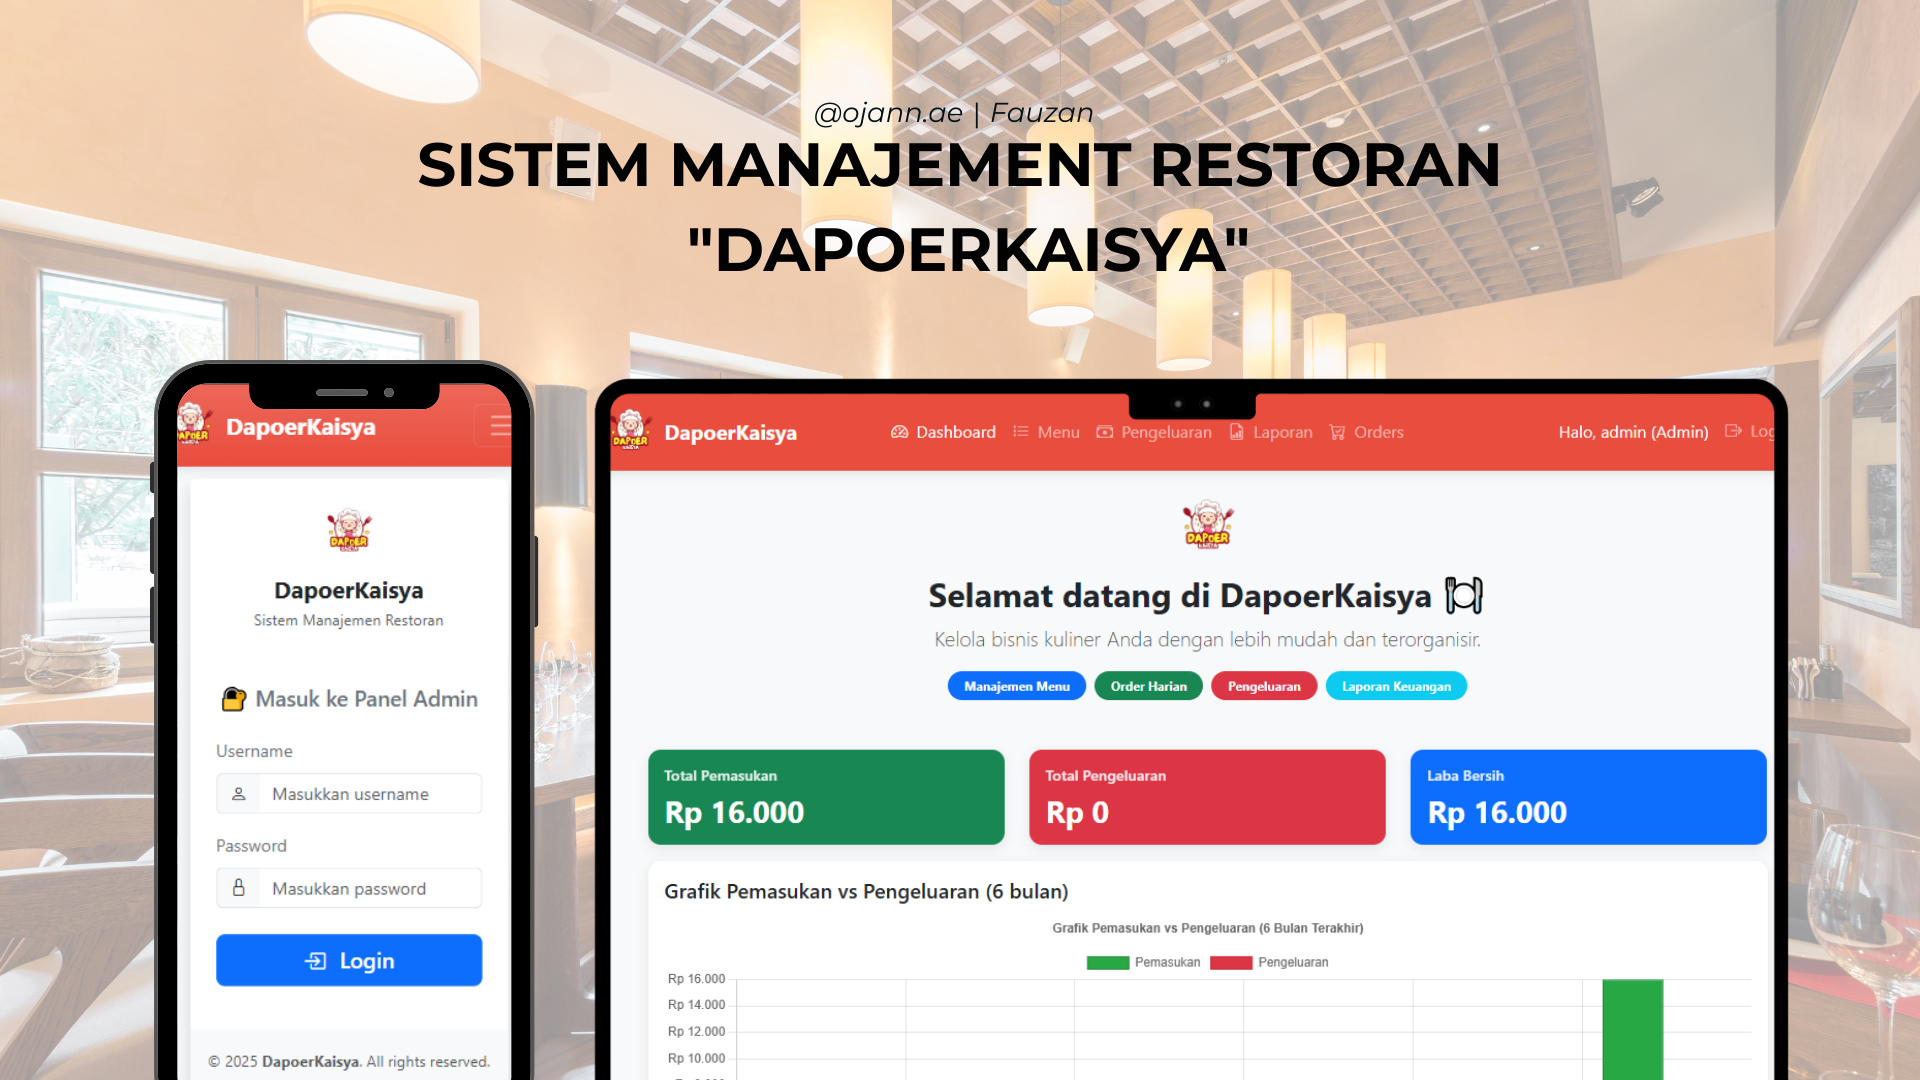 @ojann.ae | Fauzan
SISTEM MANAJEMENT RESTORAN
"DAPOERKAISYA"
DAPOER
DapoerKaisya
DAPOER
DapoerKaisya
Sistem Manajemen Restoran
Masuk ke Panel Admin
Username
Masukkan username
Password
Masukkan password
Login
© 2025 DapoerKaisya. All rights reserved.
DAPOER
DapoerKaisya
Dashboard
Menu
Pengeluaran
Laporan
Orders
Halo, admin (Admin)
Log
DAPOER
Selamat datang di DapoerKaisya
Kelola bisnis kuliner Anda dengan lebih mudah dan terorganisir.
Manajemen Menu
Order Harian
Pengeluaran
Laporan Keuangan
Total Pemasukan
Rp 16.000
Total Pengeluaran
Rp 0
Laba Bersih
Rp 16.000
Grafik Pemasukan vs Pengeluaran (6 bulan)
Grafik Pemasukan vs Pengeluaran (6 Bulan Terakhir)
Pemasukan
Pengeluaran
Rp 16.000
Rp 14.000
Rp 12.000
Rp 10.000